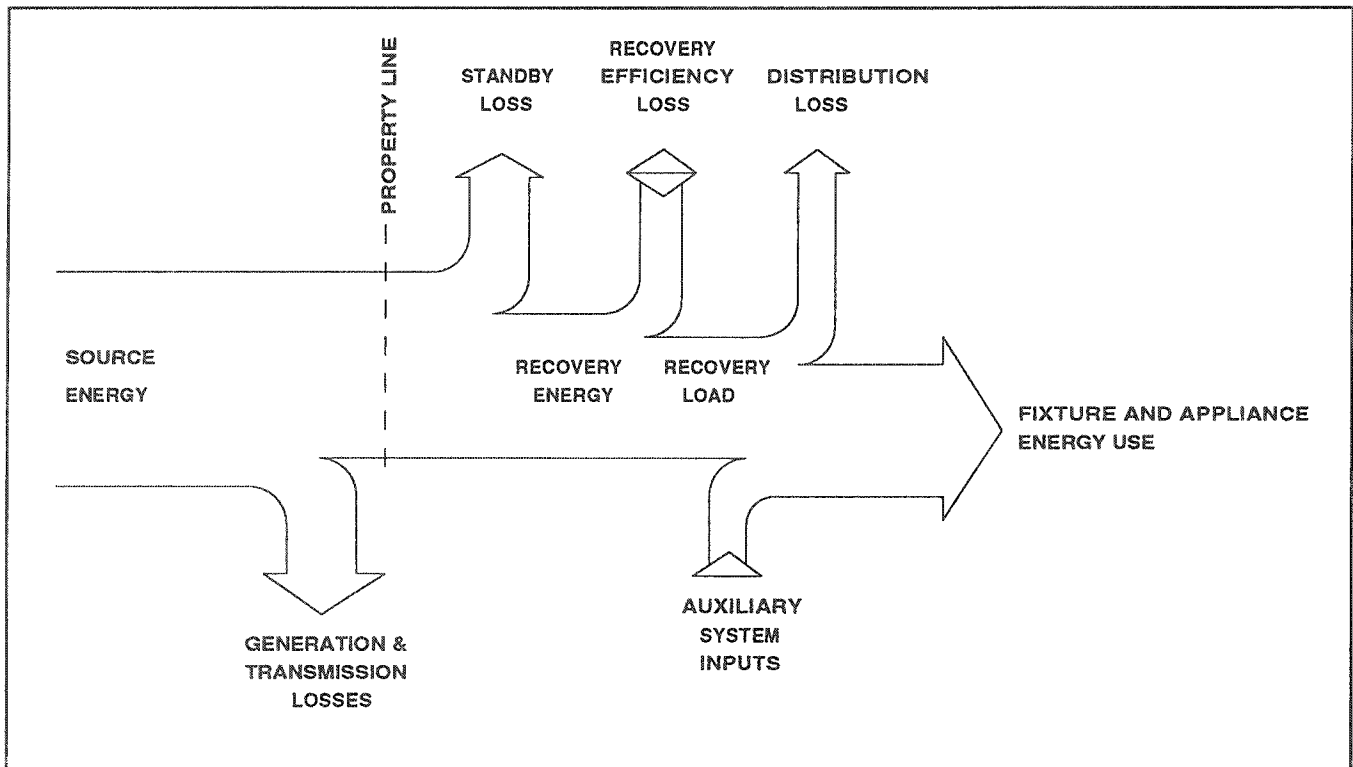 PROPERTY LINE
STANDBY
LOSS
RECOVERY
EFFICIENCY
LOSS
DISTRIBUTION
LOSS
SOURCE
ENERGY
RECOVERY
ENERGY
RECOVERY
LOAD
FIXTURE AND APPLIANCE
ENERGY USE
GENERATION &
TRANSMISSION
LOSSES
AUXILIARY
SYSTEM
INPUTS